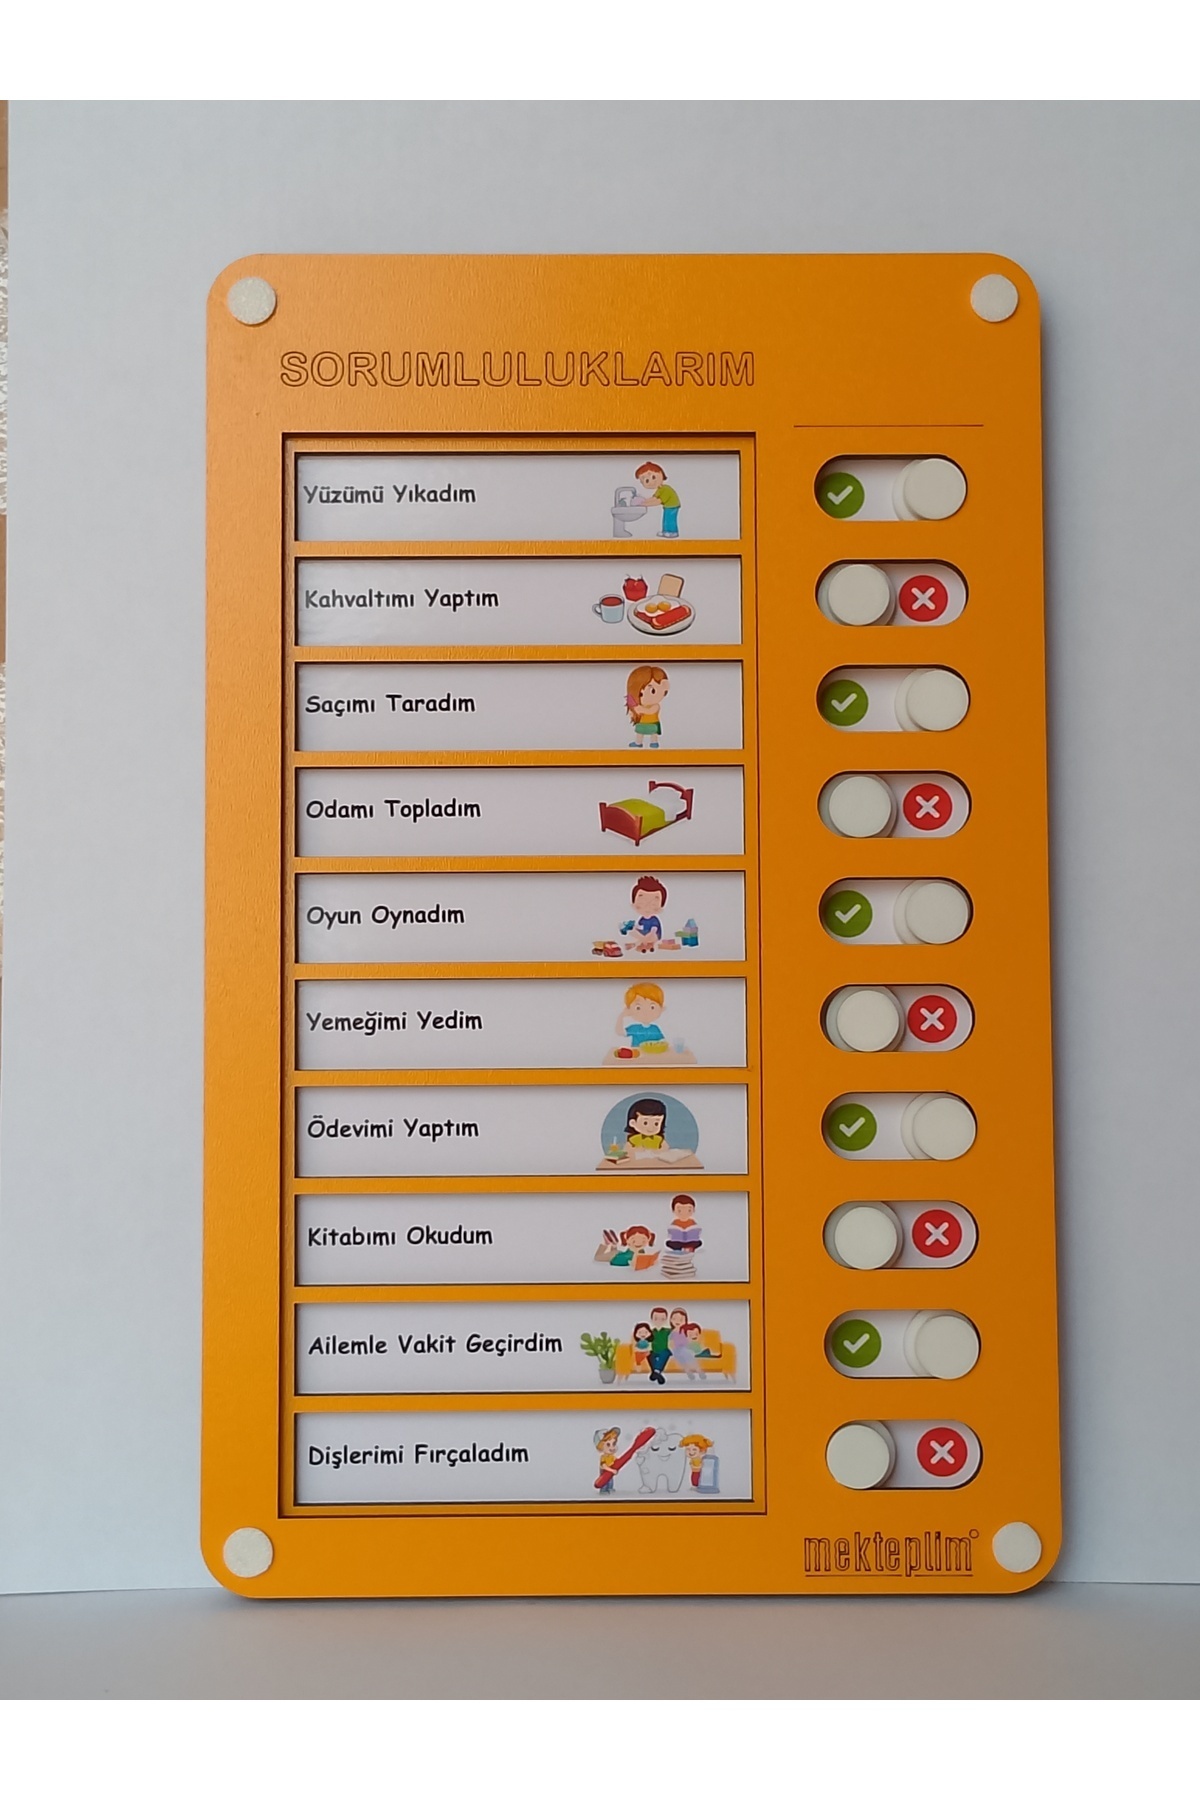 SORUMLULUKLARIM
Yüzümü Yıkadım
Kahvaltımı Yaptım
Saçımı Taradım
Odamı Topladım
Oyun Oynadım
Yemeğimi Yedim
Ödevimi Yaptım
Kitabımı Okudum
Ailemle Vakit Geçirdim
Dişlerimi Fırçaladım
mekteplim